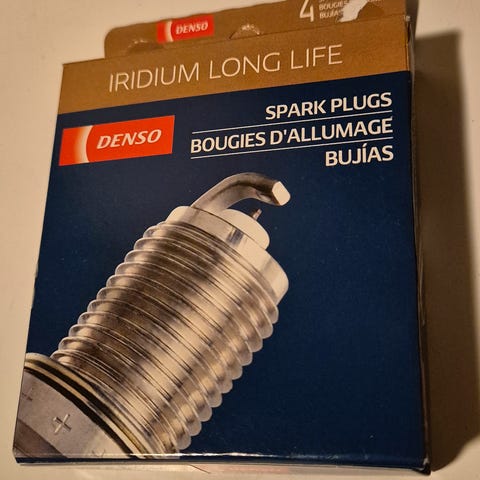 DENSO
4
BOUGIES
BUJÍAS
IRIDIUM LONG LIFE
DENSO
SPARK PLUGS
BOUGIES D'ALLUMAGE
BUJÍAS